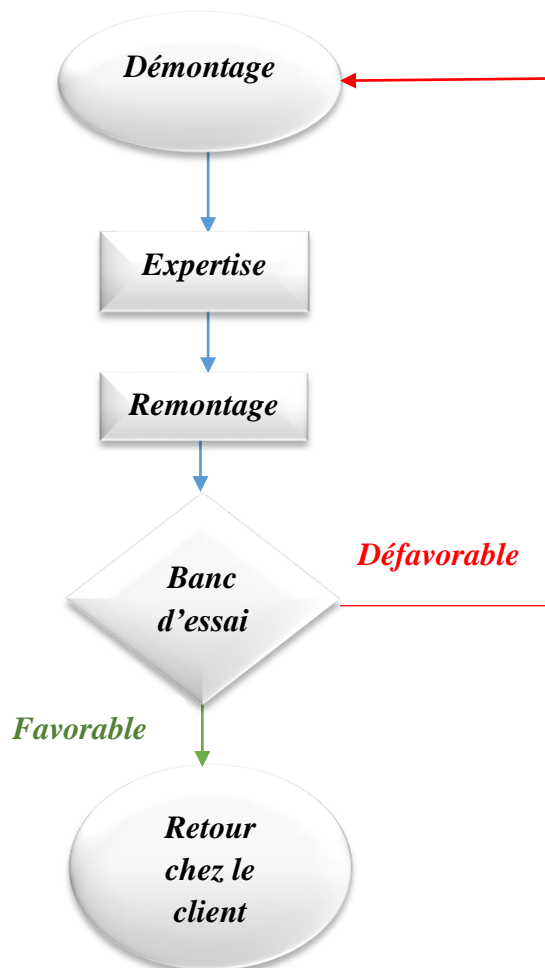 Démontage
Expertise
Remontage
Banc
d’essai
Défavorable
Favorable
Retour
chez le
client